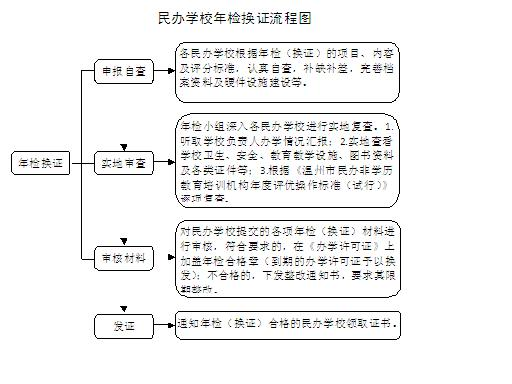 民办学校年检换证流程图
申报自查
各民办学校根据年检（换证）的项目、内容
及评分标准，认真自查，补缺补差，完善档
案资料及硬件设施建设等。
年检换证
实地审查
年检小组深入各民办学校进行实地复查。1.
听取学校负责人办学情况汇报；2.实地查看
学校卫生、安全、教育教学设施、图书资料
及各类证件等；3.根据《温州市民办非学历
教育培训机构年度评优操作标准（试行）》
逐项复查。
审核材料
对民办学校提交的各项年检（换证）材料进
行审核，符合要求的，在《办学许可证》上
加盖年检合格章（到期的办学许可证予以换
发）；不合格的，下发整改通知书，要求其限
期整改。
发证
通知年检（换证）合格的民办学校领取证书。